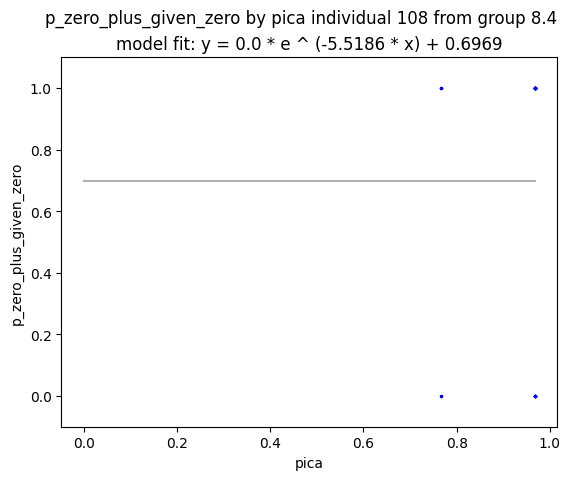 p_zero_plus_given_zero by pica individual 108 from group 8.4
model fit: y = 0.0 * e ^ (-5.5186 * x) + 0.6969
p_zero_plus_given_zero
1.0
0.8
0.6
0.4
0.2
0.0
0.0 0.2 0.4 0.6 0.8 1.0
pica